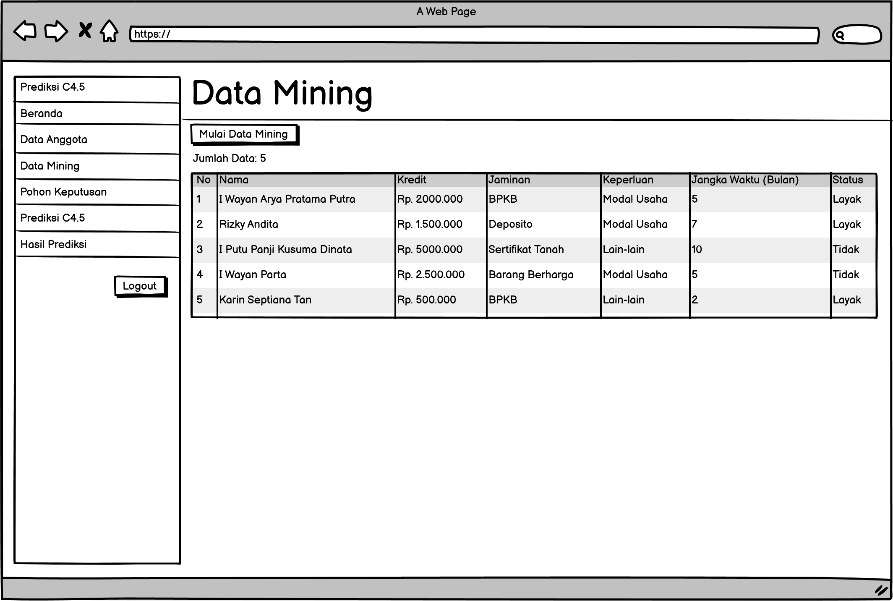 A Web Page
https://
Prediksi C4.5
Beranda
Data Anggota
Data Mining
Pohon Keputusan
Prediksi C4.5
Hasil Prediksi
Logout
Data Mining
Mulai Data Mining
Jumlah Data: 5
No Nama Kredit Jaminan Keperluan Jangka Waktu (Bulan) Status
1 I Wayan Arya Pratama Putra Rp. 2000.000 BPKB Modal Usaha 5 Layak
2 Rizky Andita Rp. 1.500.000 Deposito Modal Usaha 7 Layak
3 I Putu Panji Kusuma Dinata Rp. 5000.000 Sertifikat Tanah Lain-lain 10 Tidak
4 I Wayan Parta Rp. 2.500.000 Barang Berharga Modal Usaha 5 Tidak
5 Karin Septiana Tan Rp. 500.000 BPKB Lain-lain 2 Layak